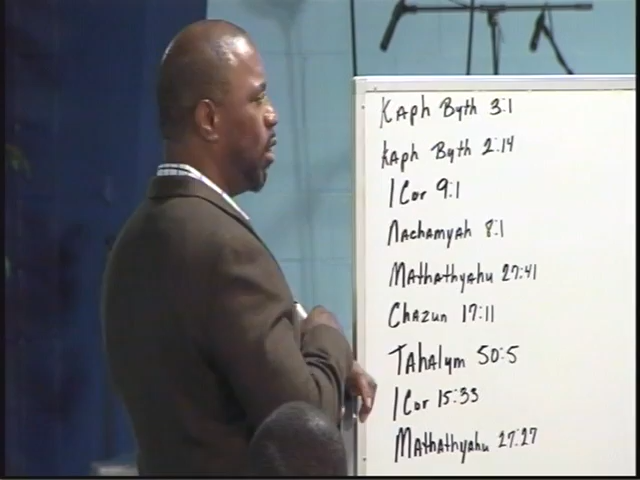 Kaph Byth 3:1
Kaph Byth 2:14
1 Cor 9:1
Nachamyah 8:1
Mathathyahu 27:41
Chazun 17:11
Tahalym 50:5
1 Cor 15:33
Mathathyahu 27:27